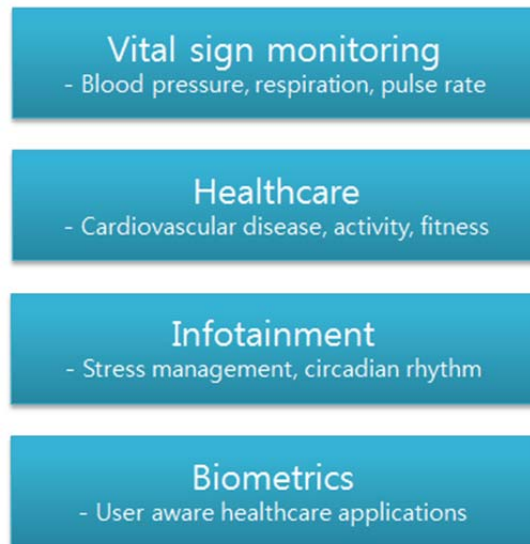 Vital sign monitoring
- Blood pressure, respiration, pulse rate
Healthcare
- Cardiovascular disease, activity, fitness
Infotainment
- Stress management, circadian rhythm
Biometrics
- User aware healthcare applications